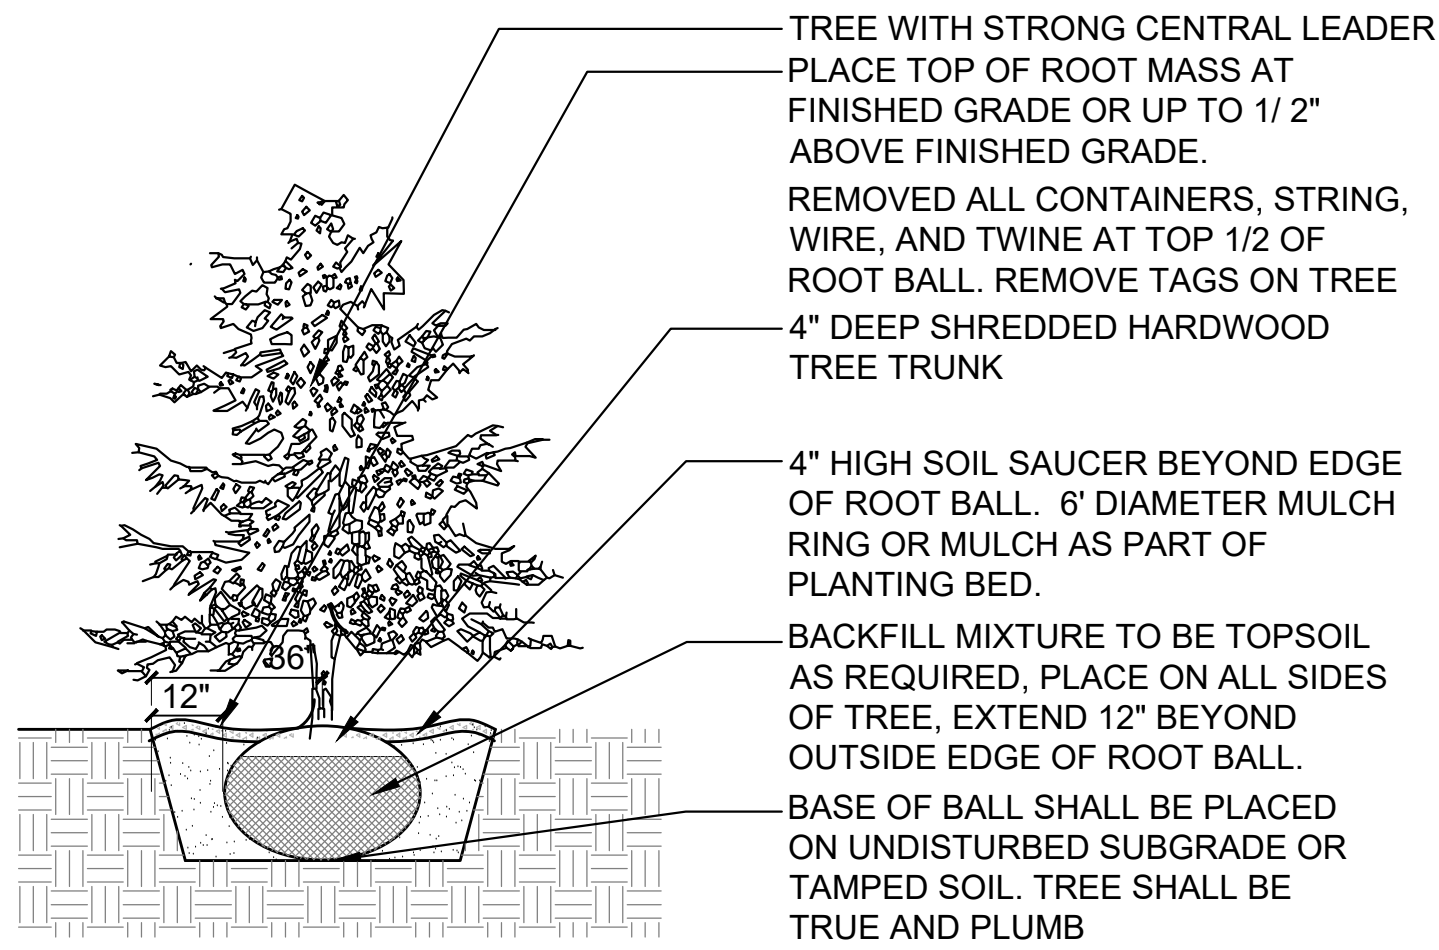 TREE WITH STRONG CENTRAL LEADER
PLACE TOP OF ROOT MASS AT
FINISHED GRADE OR UP TO 1/ 2"
ABOVE FINISHED GRADE.
REMOVED ALL CONTAINERS, STRING,
WIRE, AND TWINE AT TOP 1/2 OF
ROOT BALL. REMOVE TAGS ON TREE
4" DEEP SHREDDED HARDWOOD
TREE TRUNK
4" HIGH SOIL SAUCER BEYOND EDGE
OF ROOT BALL.  6' DIAMETER MULCH
RING OR MULCH AS PART OF
PLANTING BED.
BACKFILL MIXTURE TO BE TOPSOIL
AS REQUIRED, PLACE ON ALL SIDES
OF TREE, EXTEND 12" BEYOND
OUTSIDE EDGE OF ROOT BALL.
BASE OF BALL SHALL BE PLACED
ON UNDISTURBED SUBGRADE OR
TAMPED SOIL. TREE SHALL BE
TRUE AND PLUMB
36"
12"